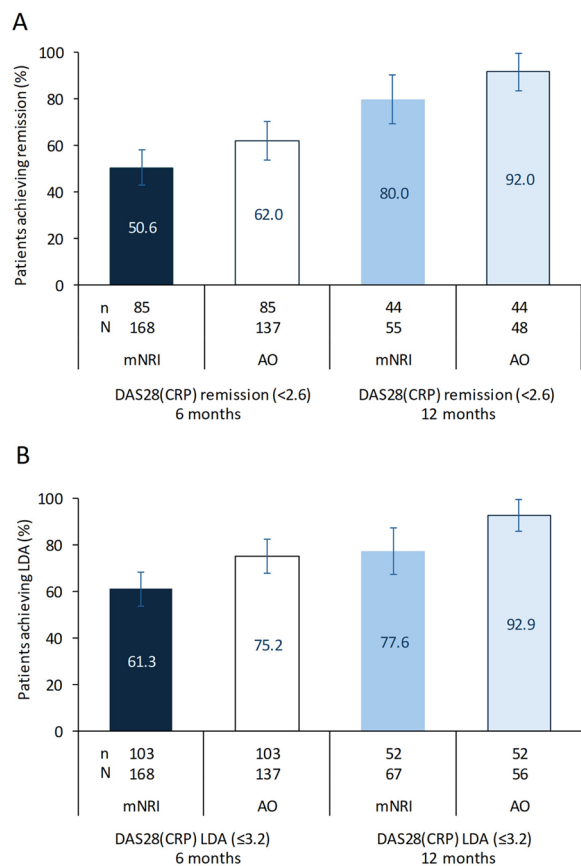 A
Patients achieving remission (%)
100
80
60
40
20
0
50.6
62.0
80.0
92.0
n 85 85 44 44
N 168 137 55 48
mNRI AO mNRI AO
DAS28(CRP) remission (<2.6) DAS28(CRP) remission (<2.6)
6 months 12 months
B
Patients achieving LDA (%)
100
80
60
40
20
0
61.3
75.2
77.6
92.9
n 103 103 52 52
N 168 137 67 56
mNRI AO mNRI AO
DAS28(CRP) LDA (≤3.2) DAS28(CRP) LDA (≤3.2)
6 months 12 months